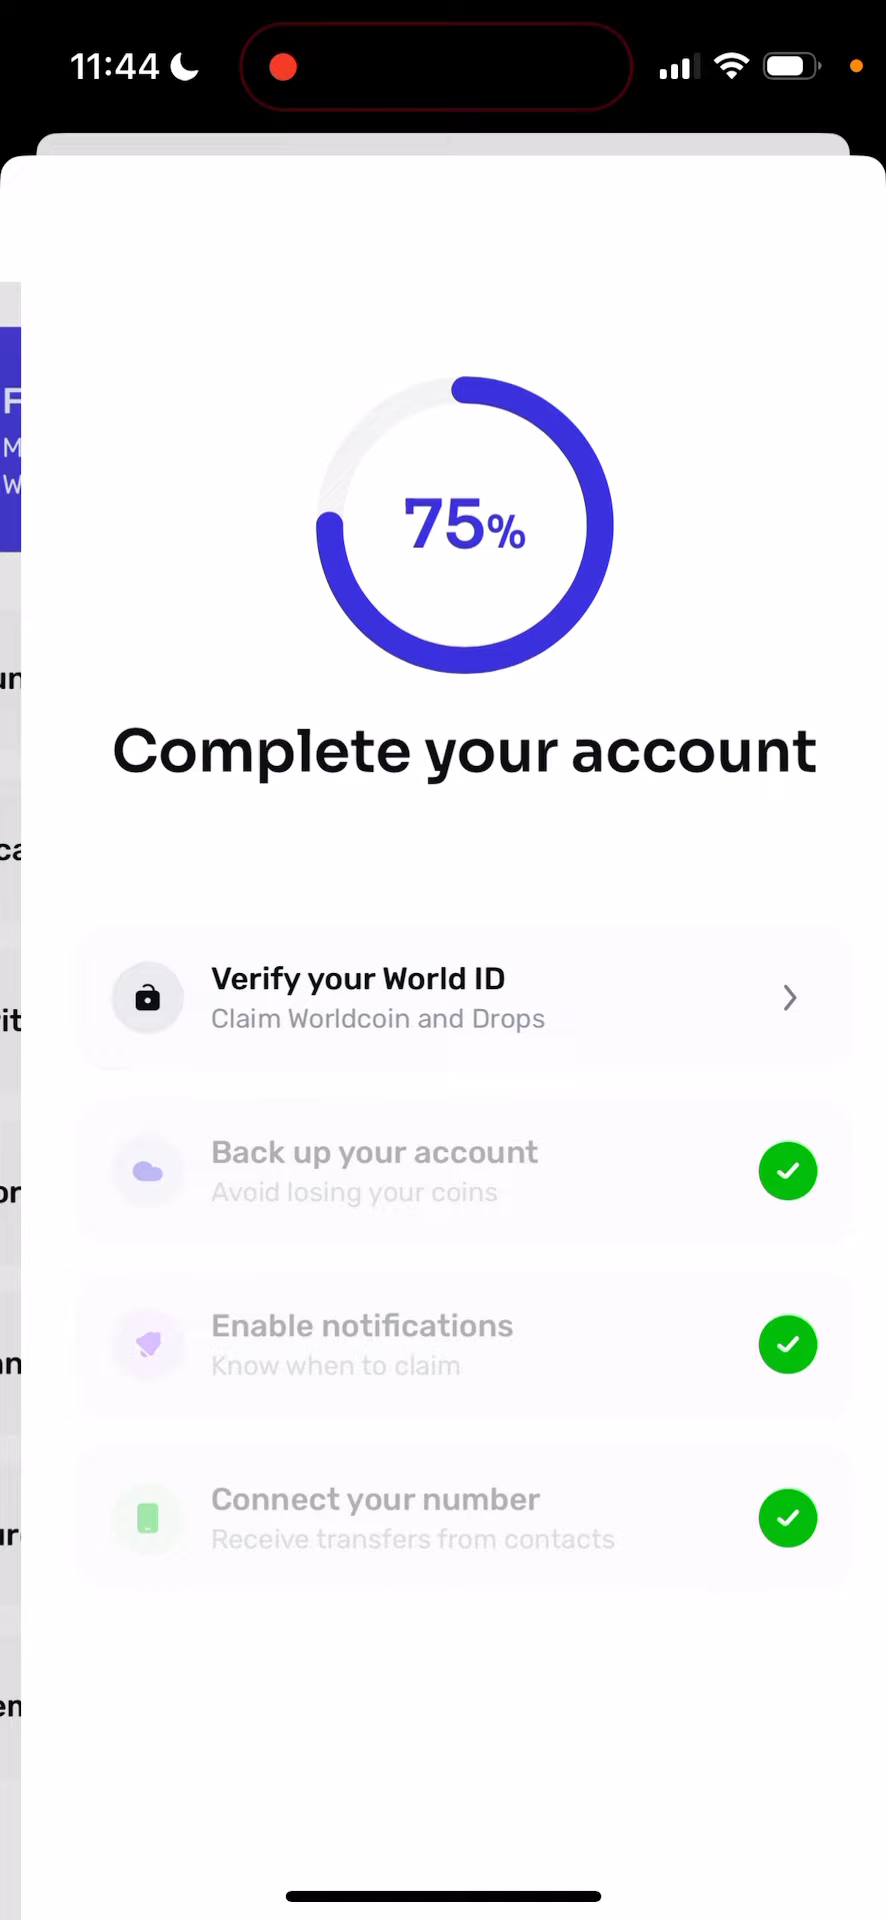 11:44
75%
Complete your account
Verify your World ID
Claim Worldcoin and Drops
Back up your account
Avoid losing your coins
Enable notifications
Know when to claim
Connect your number
Receive transfers from contacts